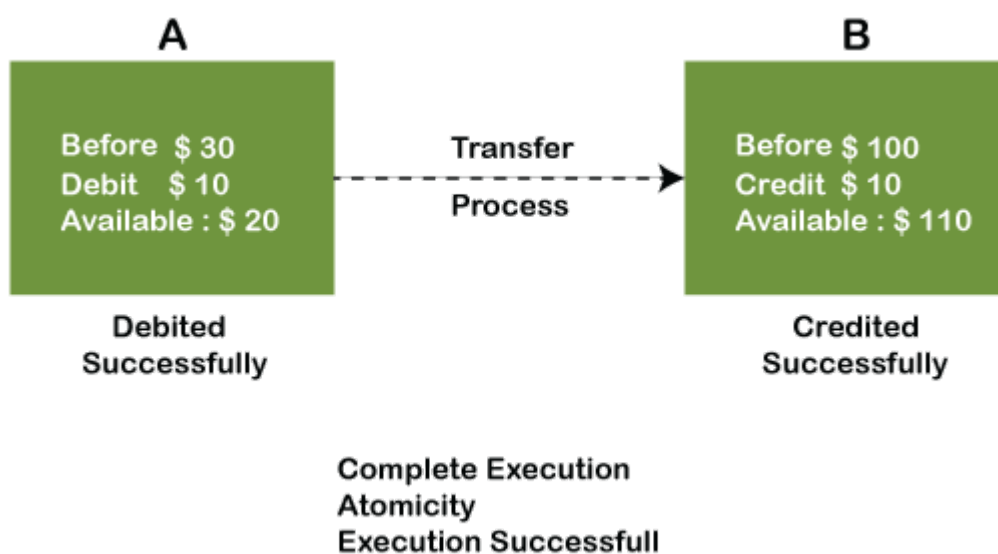 A
B
Before $ 30
Debit $ 10
Available : $ 20
Transfer
Process
Before $ 100
Credit $ 10
Available : $ 110
Debited
Successfully
Credited
Successfully
Complete Execution
Atomicity
Execution Successfull